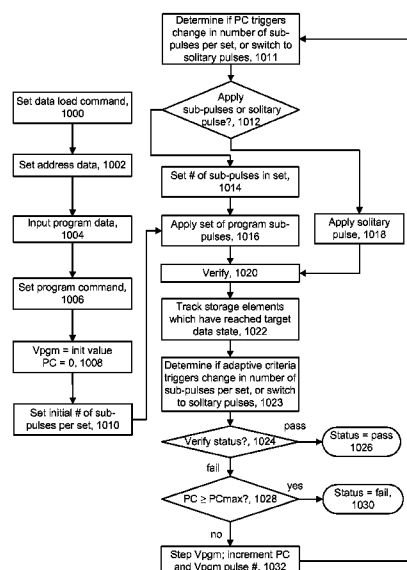 Determine if PC triggers
change in number of sub-
pulses per set, or switch to
solitary pulses, 1011
Apply
sub-pulses or solitary
pulse?, 1012
Set data load command,
1000
Set address data, 1002
Input program data,
1004
Set program command,
1006
Vpgm = init value
PC = 0, 1008
Set initial # of sub-
pulses per set, 1010
Set # of sub-pulses in set,
1014
Apply set of program sub-
pulses, 1016
Apply solitary
pulse, 1018
Verify, 1020
Track storage elements
which have reached target
data state, 1022
Determine if adaptive criteria
triggers change in number of
sub-pulses per set, or switch
to solitary pulses, 1023
Verify status?, 1024
pass
Status = pass
1026
fail
PC ≥ PCmax?, 1028
yes
Status = fail,
1030
no
Step Vpgm; increment PC
and Vpgm pulse #, 1032